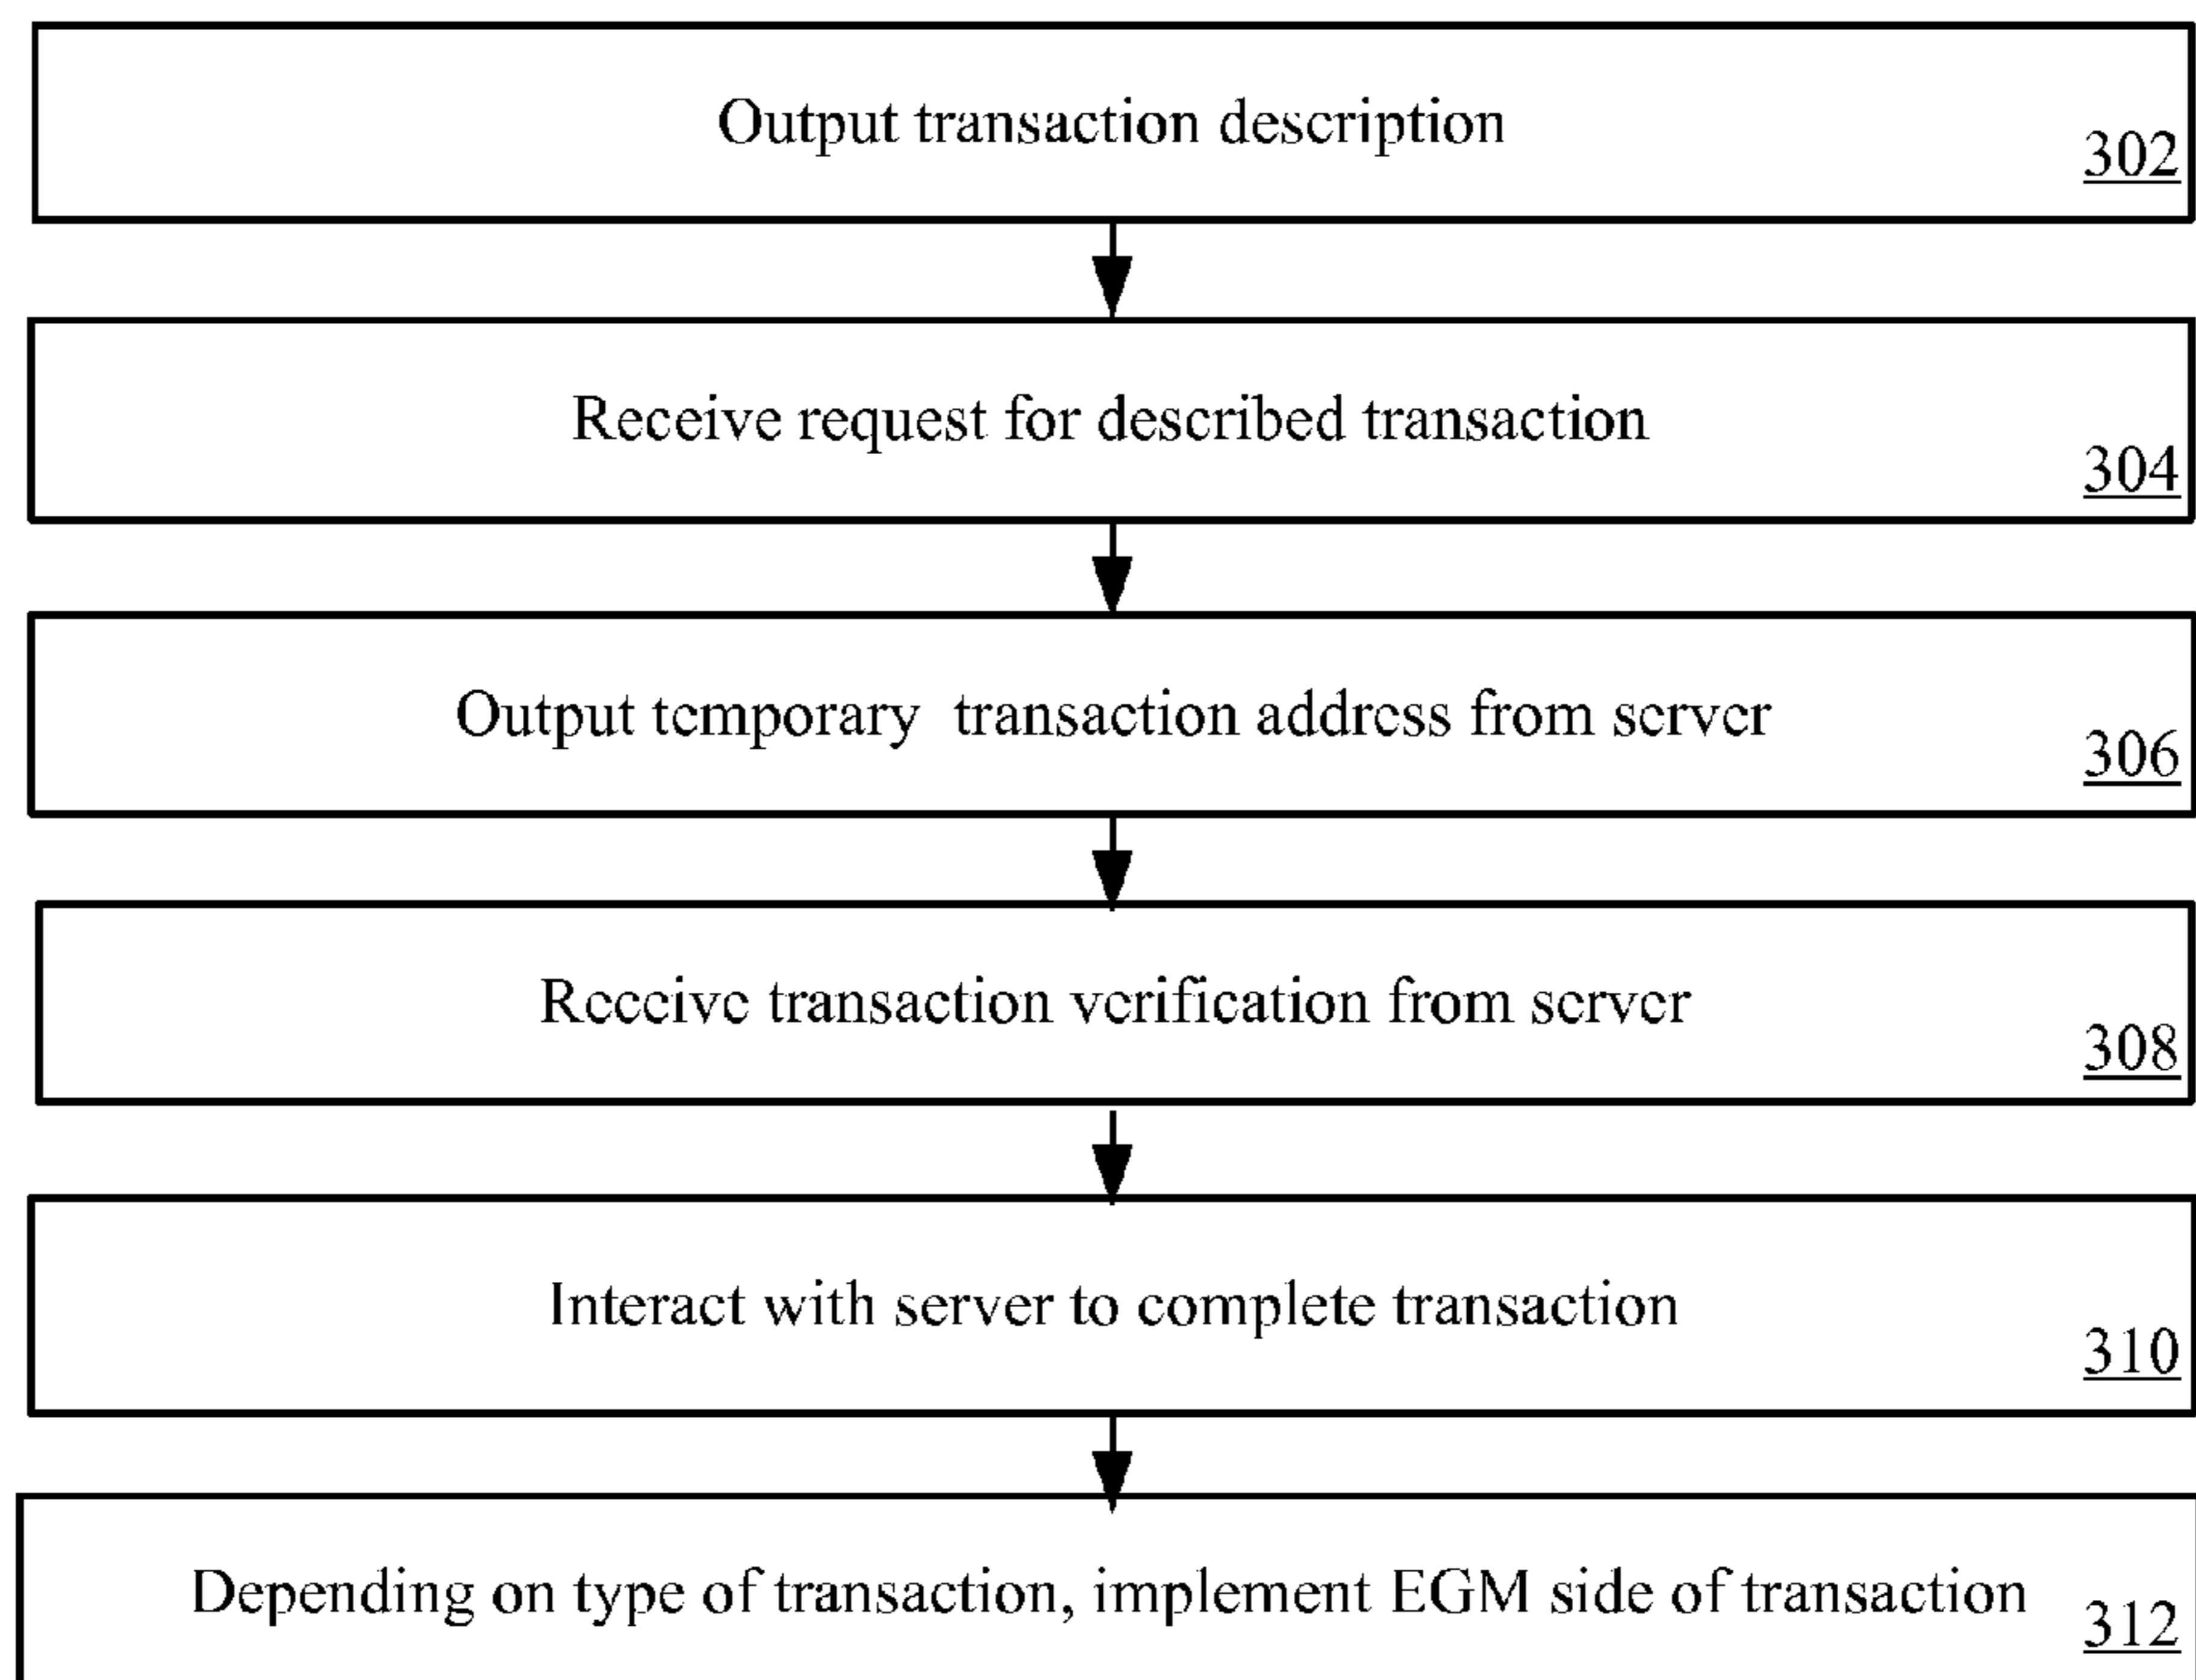 Output transaction description
302
Receive request for described transaction
304
Output temporary transaction address from server
306
Receive transaction verification from server
308
Interact with server to complete transaction
310
Depending on type of transaction, implement EGM side of transaction
312